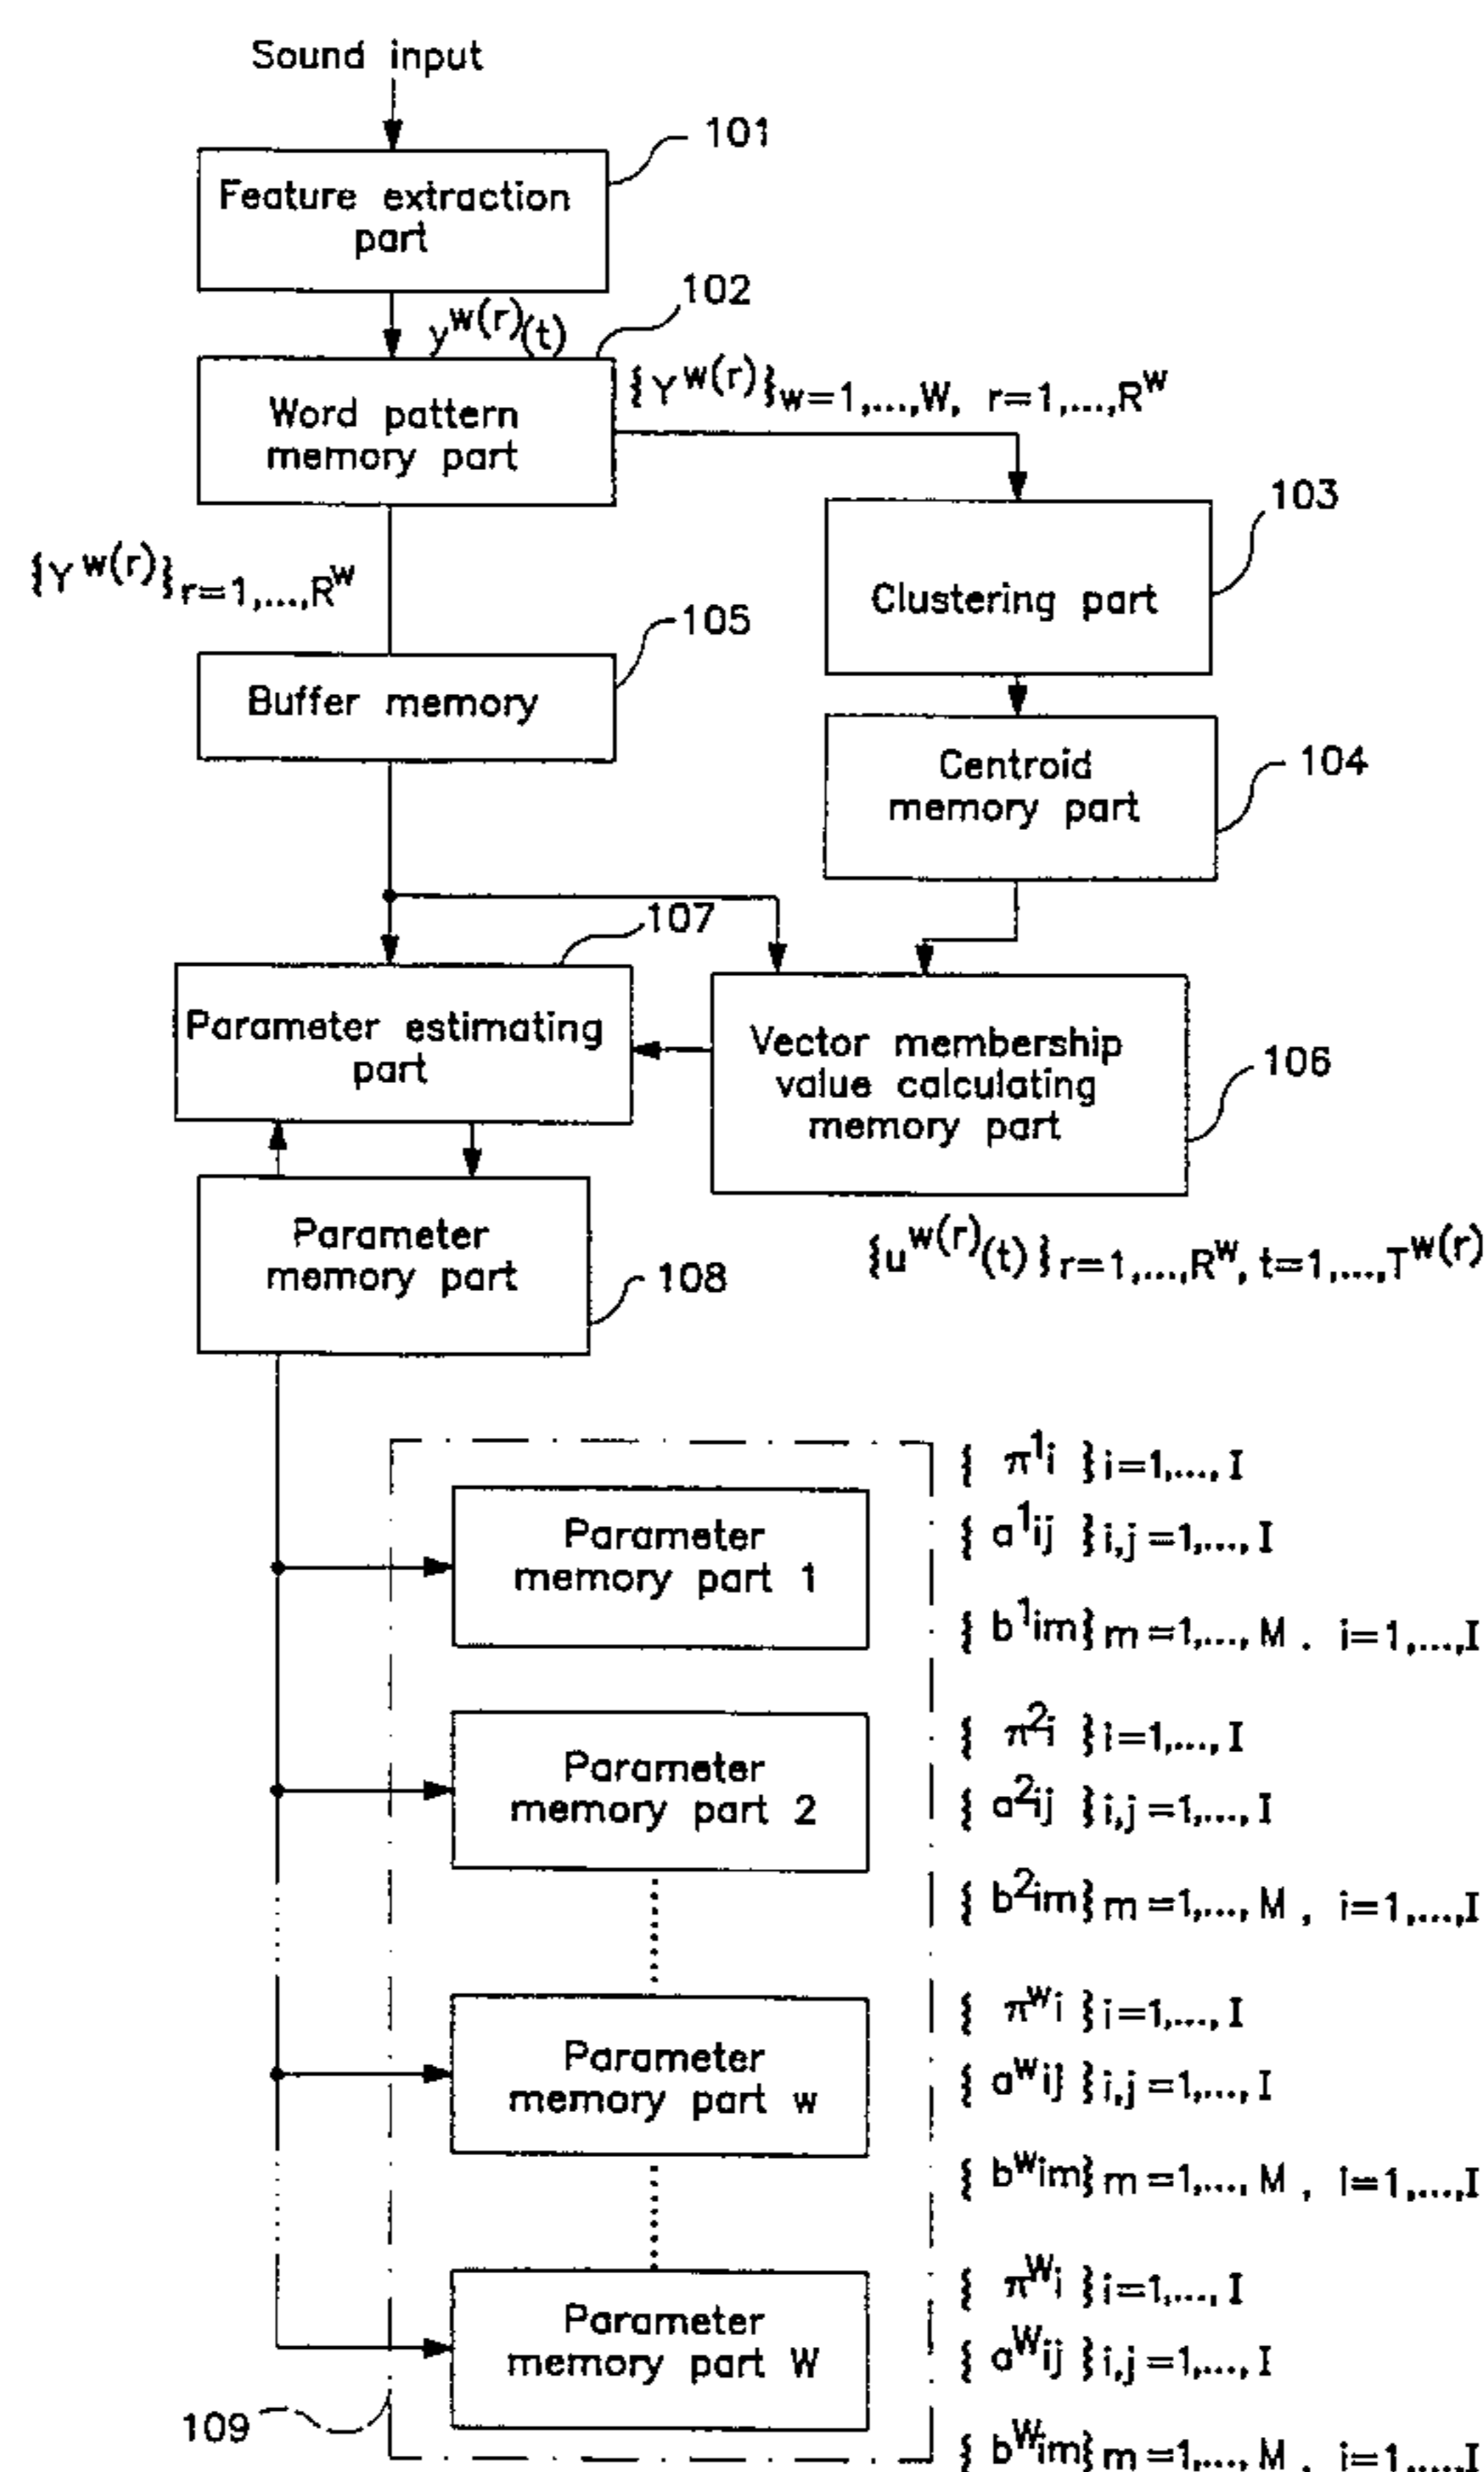 Sound input
101
Feature extraction
part
y^w(r)(t)
102
Word pattern
memory part
{Y^w(r)}w=1,...,W, r=1,...,R^W
103
Clustering part
{Y^w(r)}r=1,...,R^W
105
Buffer memory
104
Centroid
memory part
107
Parameter estimating
part
106
Vector membership
value calculating
memory part
{u^w(r)(t)}r=1,...,R^W, t=1,...,T^w(r)
Parameter
memory part
108
{ π^1i }i=1,...,I
Parameter
memory part 1
{ a^1ij }i,j=1,...,I
{ b^1im}m=1,...,M . i=1,...,I
{ π^2i }i=1,...,I
Parameter
memory part 2
{ a^2ij }i,j=1,...,I
{ b^2im}m=1,...,M , i=1,...,I
{ π^wi }i=1,...,I
Parameter
memory part w
{ a^wij }i,j=1,...,I
{ b^wim}m=1,...,M , i=1,...,I
{ π^Wi }i=1,...,I
Parameter
memory part W
{ a^Wij }i,j=1,...,I
109
{ b^Wim}m=1,...,M , i=1,...,I